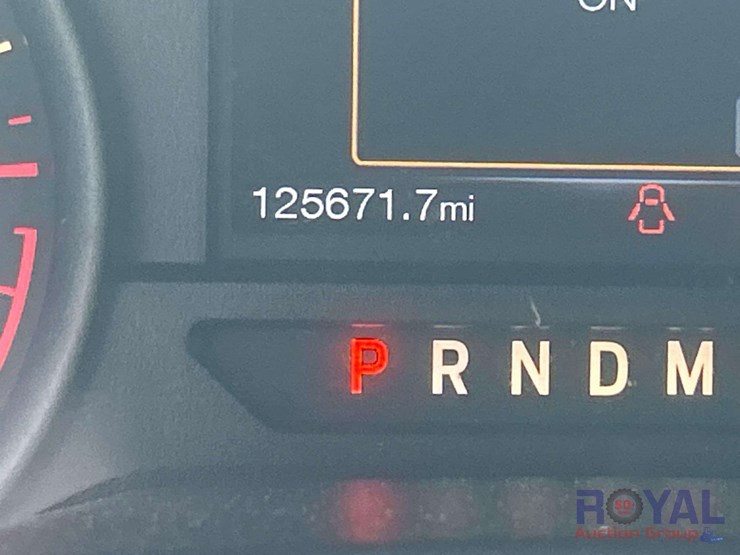 ON
125671.7mi
P R N D M
ROYAL
Auction Group